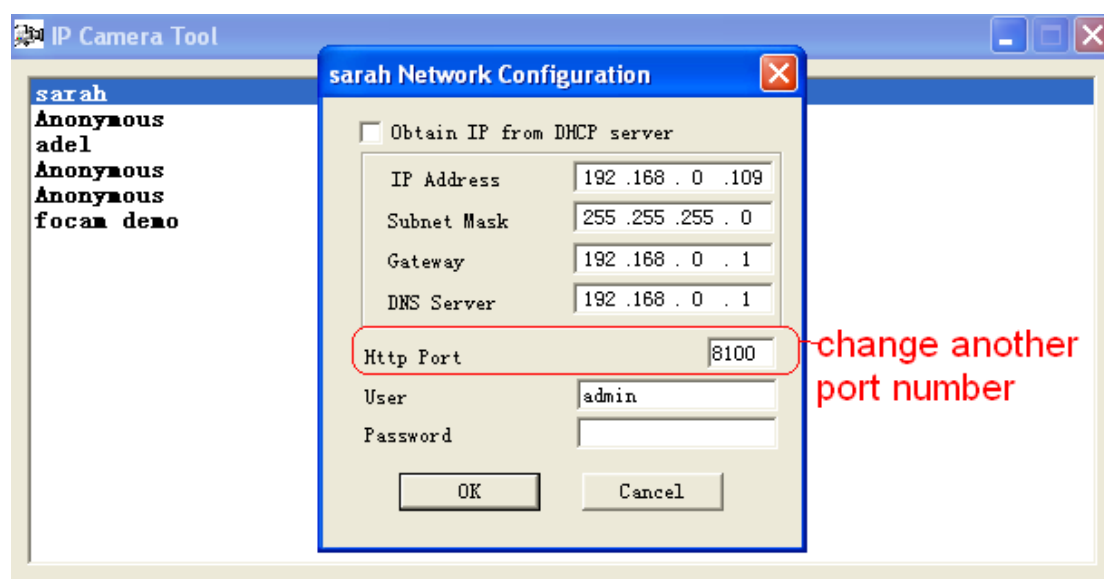 IP Camera Tool
sarah Network Configuration
sarah
Anonymous
adel
Anonymous
Anonymous
focam demo
Obtain IP from DHCP server
IP Address 192 .168 . 0 .109
Subnet Mask 255 .255 .255 . 0
Gateway 192 .168 . 0 . 1
DNS Server 192 .168 . 0 . 1
Http Port 8100
change another
port number
User admin
Password
OK Cancel